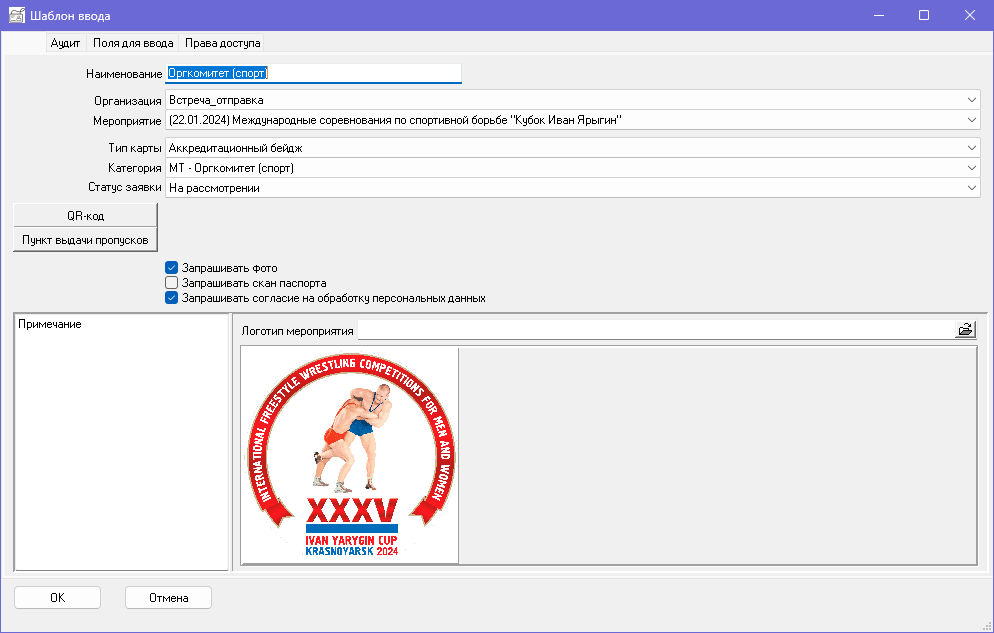 Шаблон ввода
Аудит Поля для ввода Права доступа
Наименование Оргкомитет (спорт)
Организация Встреча_отправка
Мероприятие (22.01.2024) Международные соревнования по спортивной борьбе "Кубок Иван Ярыгин"
Тип карты Аккредитационный бейдж
Категория МТ - Оргкомитет (спорт)
Статус заявки На рассмотрении
QR-код
Пункт выдачи пропусков
Запрашивать фото
Запрашивать скан паспорта
Запрашивать согласие на обработку персональных данных
Примечание
Логотип мероприятия
INTERNATIONAL FREESTYLE WRESTLING COMPETITIONS FOR MEN AND WOMEN
XXXV
IVAN YARYGIN CUP
KRASNOYARSK 2024
OK Отмена